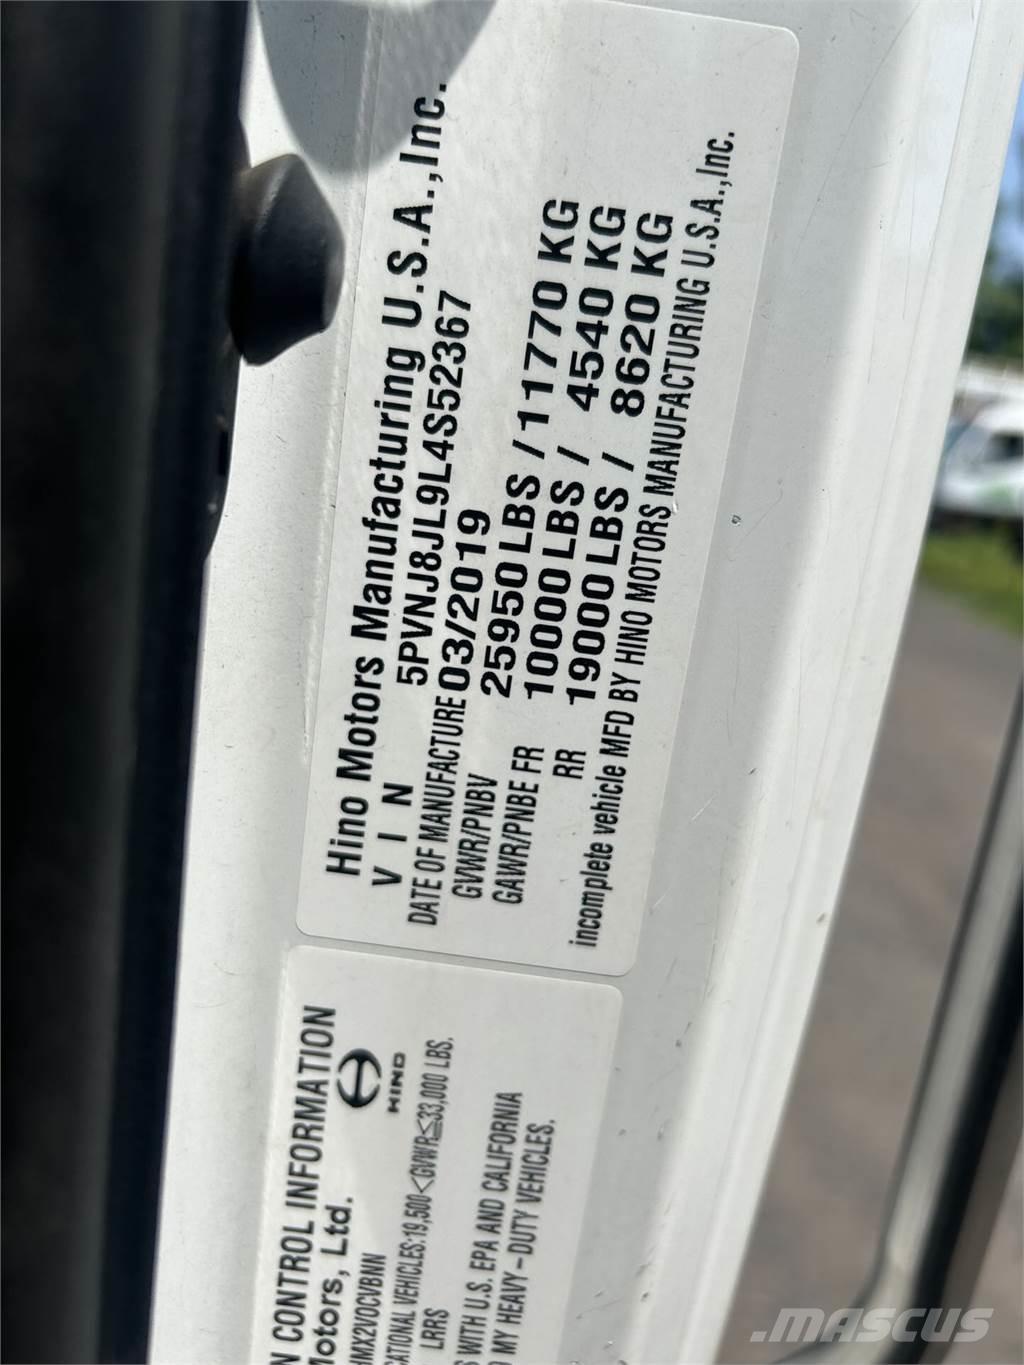 Hino Motors Manufacturing U.S.A.,Inc.
VIN 5PVNJ8JL9L4S52367
DATE OF MANUFACTURE 03/2019
GVWR/PNBV 25950 LBS / 11770 KG
GAWR/PNBE FR 10000 LBS / 4540 KG
RR 19000 LBS / 8620 KG
incomplete vehicle MFD BY HINO MOTORS MANUFACTURING U.S.A.,Inc.
N CONTROL INFORMATION
Motors, Ltd.
HINO
HMX2VOCVBNN
CATIONAL VEHICLES:19,500<GVWR≦33,000 LBS.
LRRS
S WITH U.S. EPA AND CALIFORNIA
MY HEAVY-DUTY VEHICLES.
MASCUS